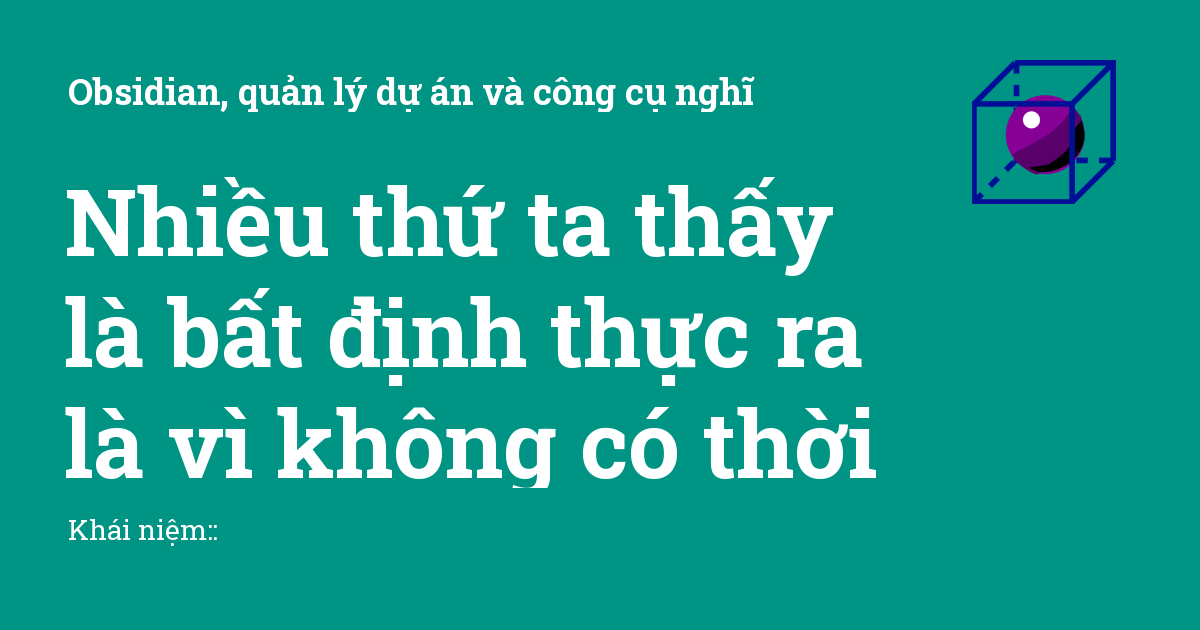 Obsidian, quản lý dự án và công cụ nghĩ
Nhiều thứ ta thấy
là bất định thực ra
là vì không có thời
Khái niệm::